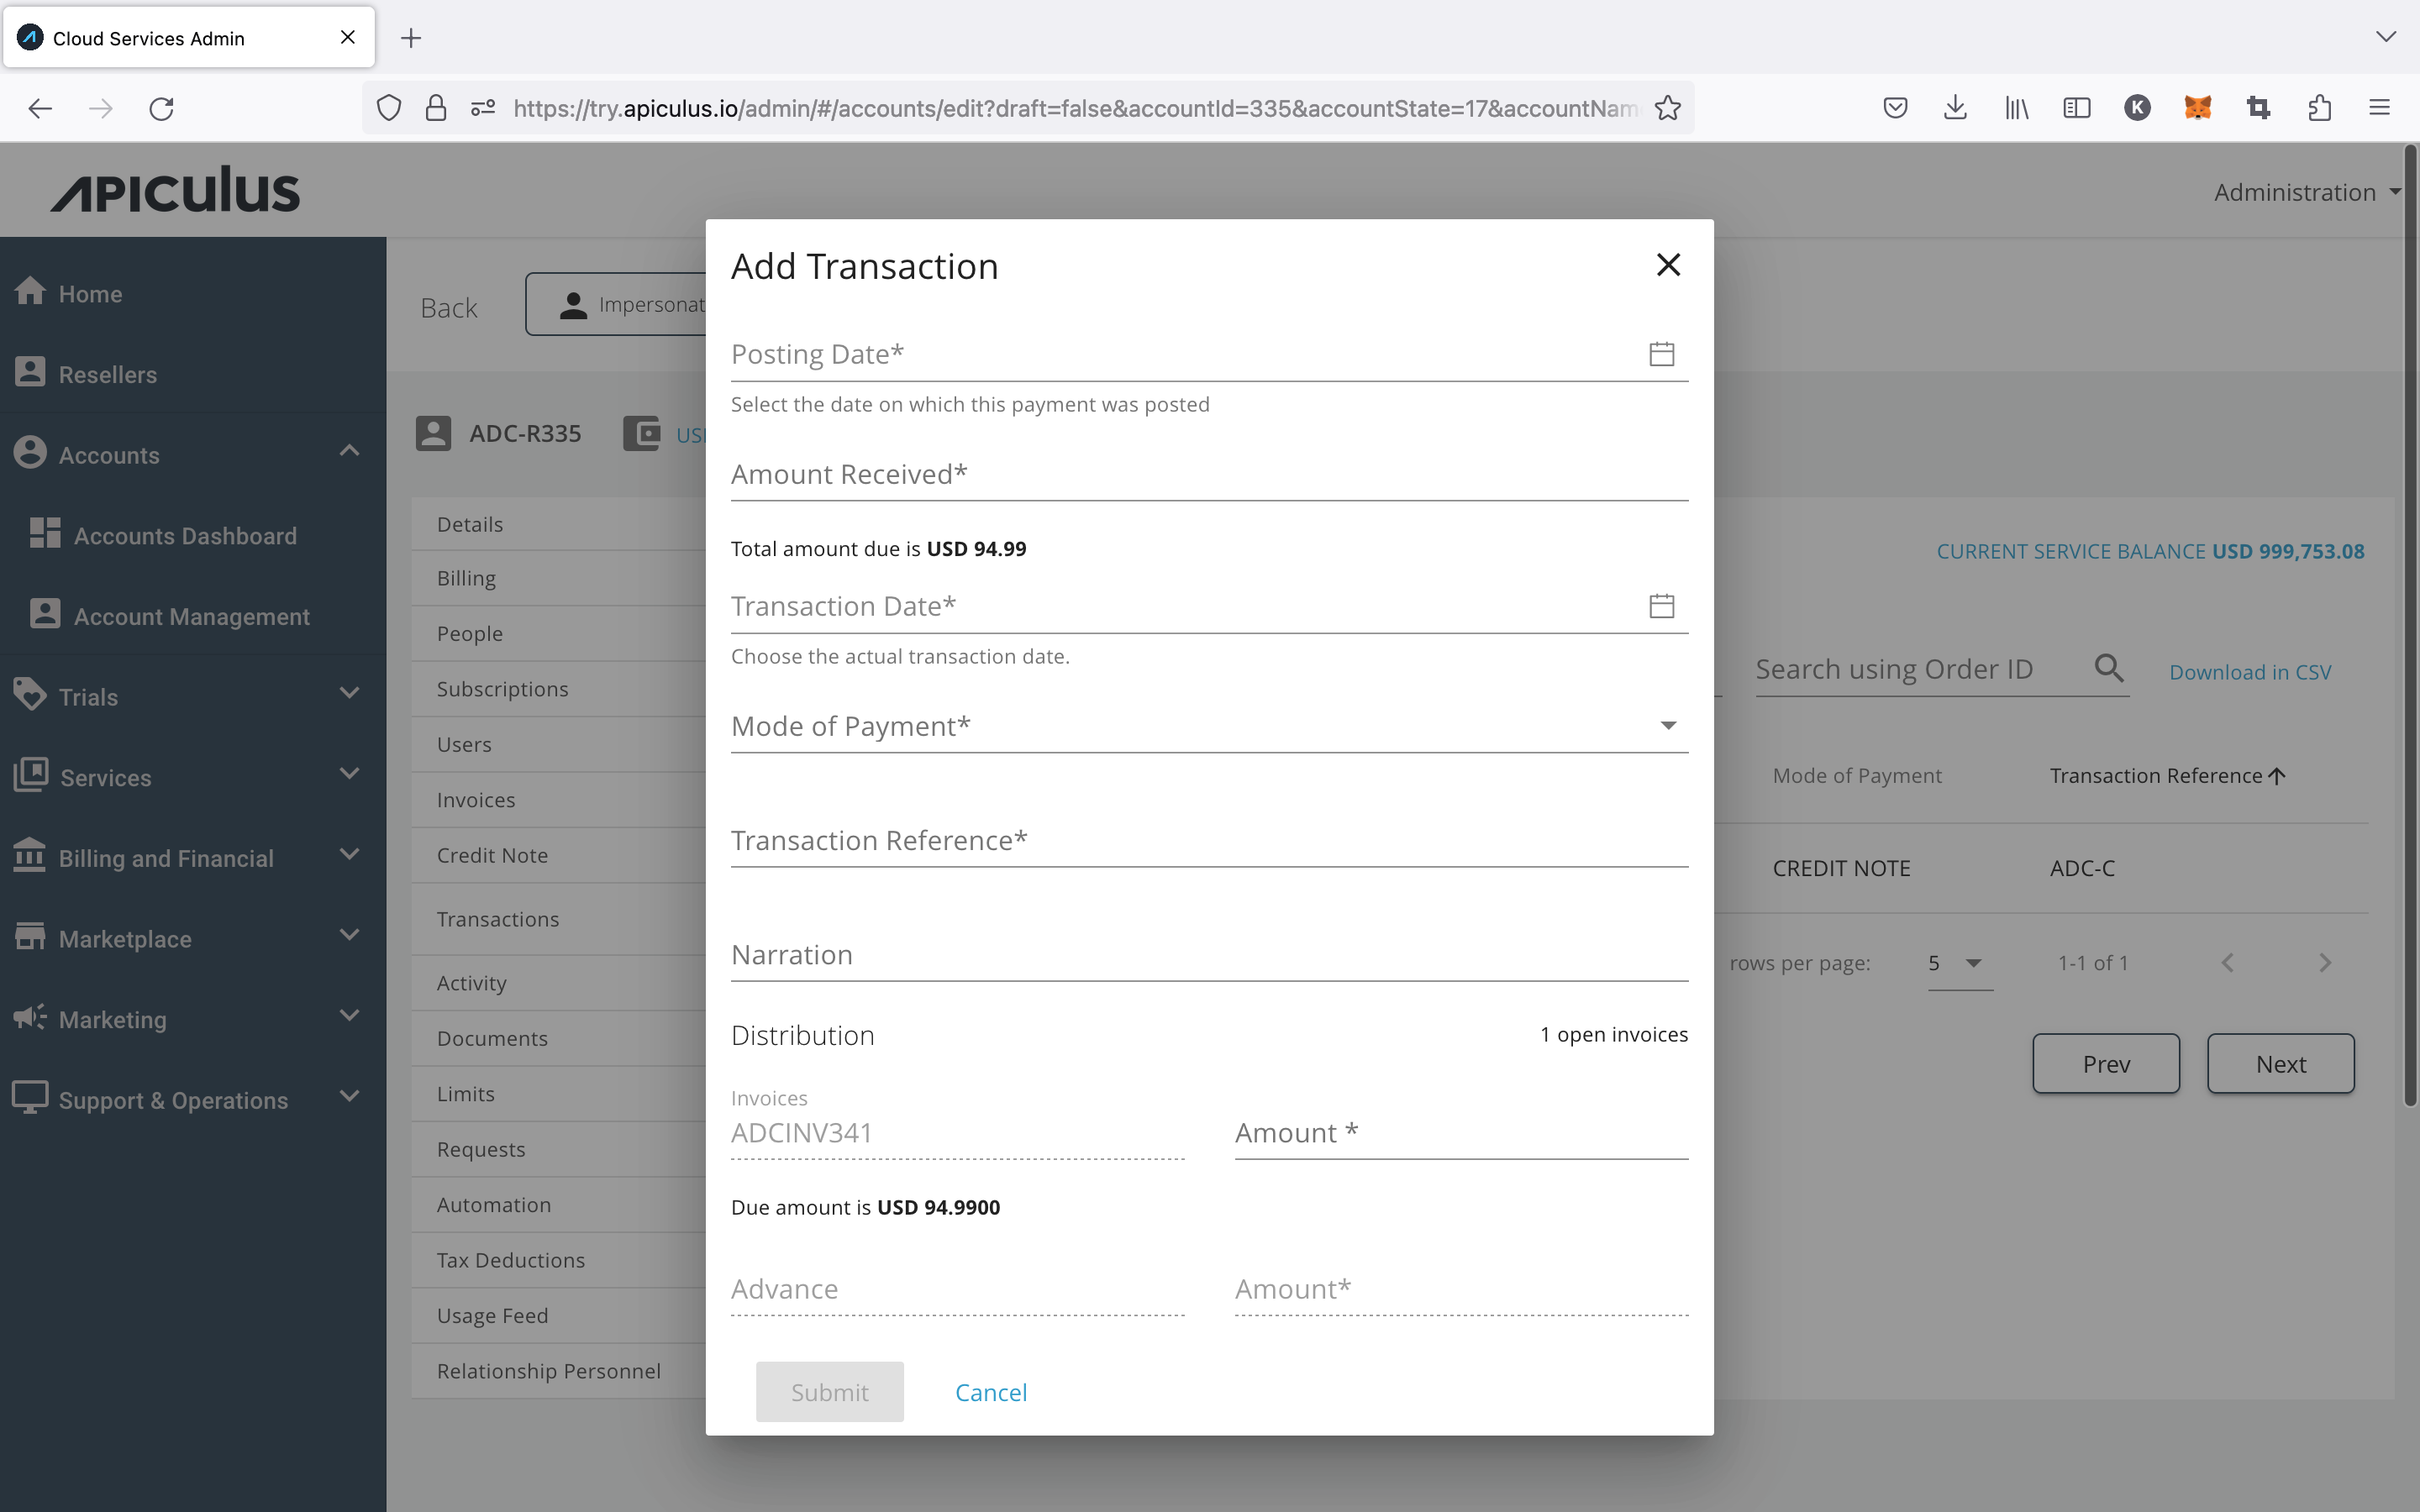 Cloud Services Admin
https://try.apiculus.io/admin/#/accounts/edit?draft=false&accountId=335&accountState=17&accountNam
K
APICULUS
Administration
Home
Resellers
Accounts
Accounts Dashboard
Account Management
Trials
Services
Billing and Financial
Marketplace
Marketing
Support & Operations
Back
Impersonat
ADC-R335
Details
Billing
People
Subscriptions
Users
Invoices
Credit Note
Transactions
Activity
Documents
Limits
Requests
Automation
Tax Deductions
Usage Feed
Relationship Personnel
Add Transaction
Posting Date*
Select the date on which this payment was posted
Amount Received*
Total amount due is USD 94.99
Transaction Date*
Choose the actual transaction date.
Mode of Payment*
Transaction Reference*
Narration
Distribution
1 open invoices
Invoices
ADCINV341
Amount *
Due amount is USD 94.9900
Advance
Amount*
Submit
Cancel
CURRENT SERVICE BALANCE USD 999,753.08
Search using Order ID
Download in CSV
Mode of Payment
Transaction Reference
CREDIT NOTE
ADC-C
rows per page:
5
1-1 of 1
Prev
Next